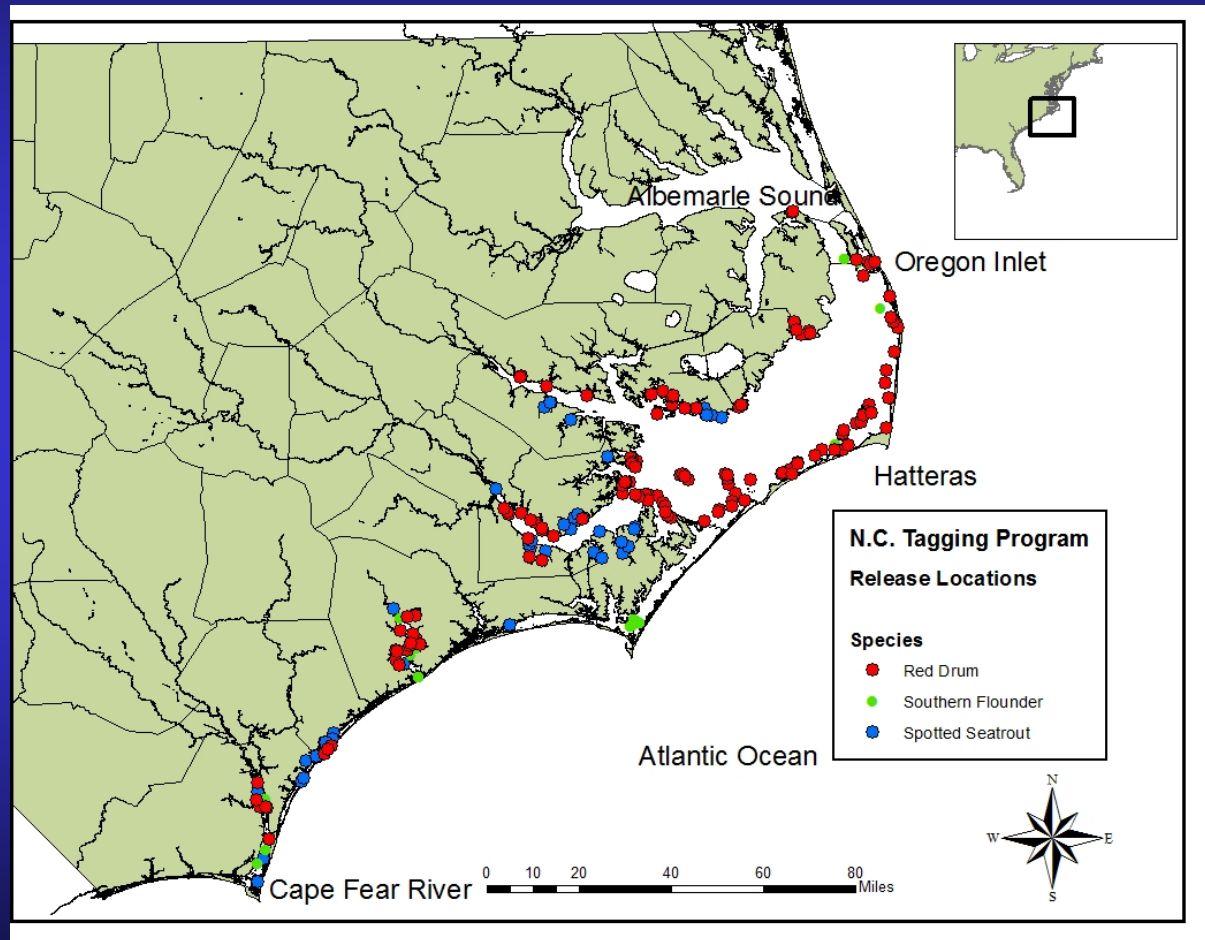 Albemarle Sound
Oregon Inlet
Hatteras
N.C. Tagging Program
Release Locations
Species
Red Drum
Southern Flounder
Spotted Seatrout
Atlantic Ocean
N
W E
S
Cape Fear River
0 10 20 40 60 80
Miles